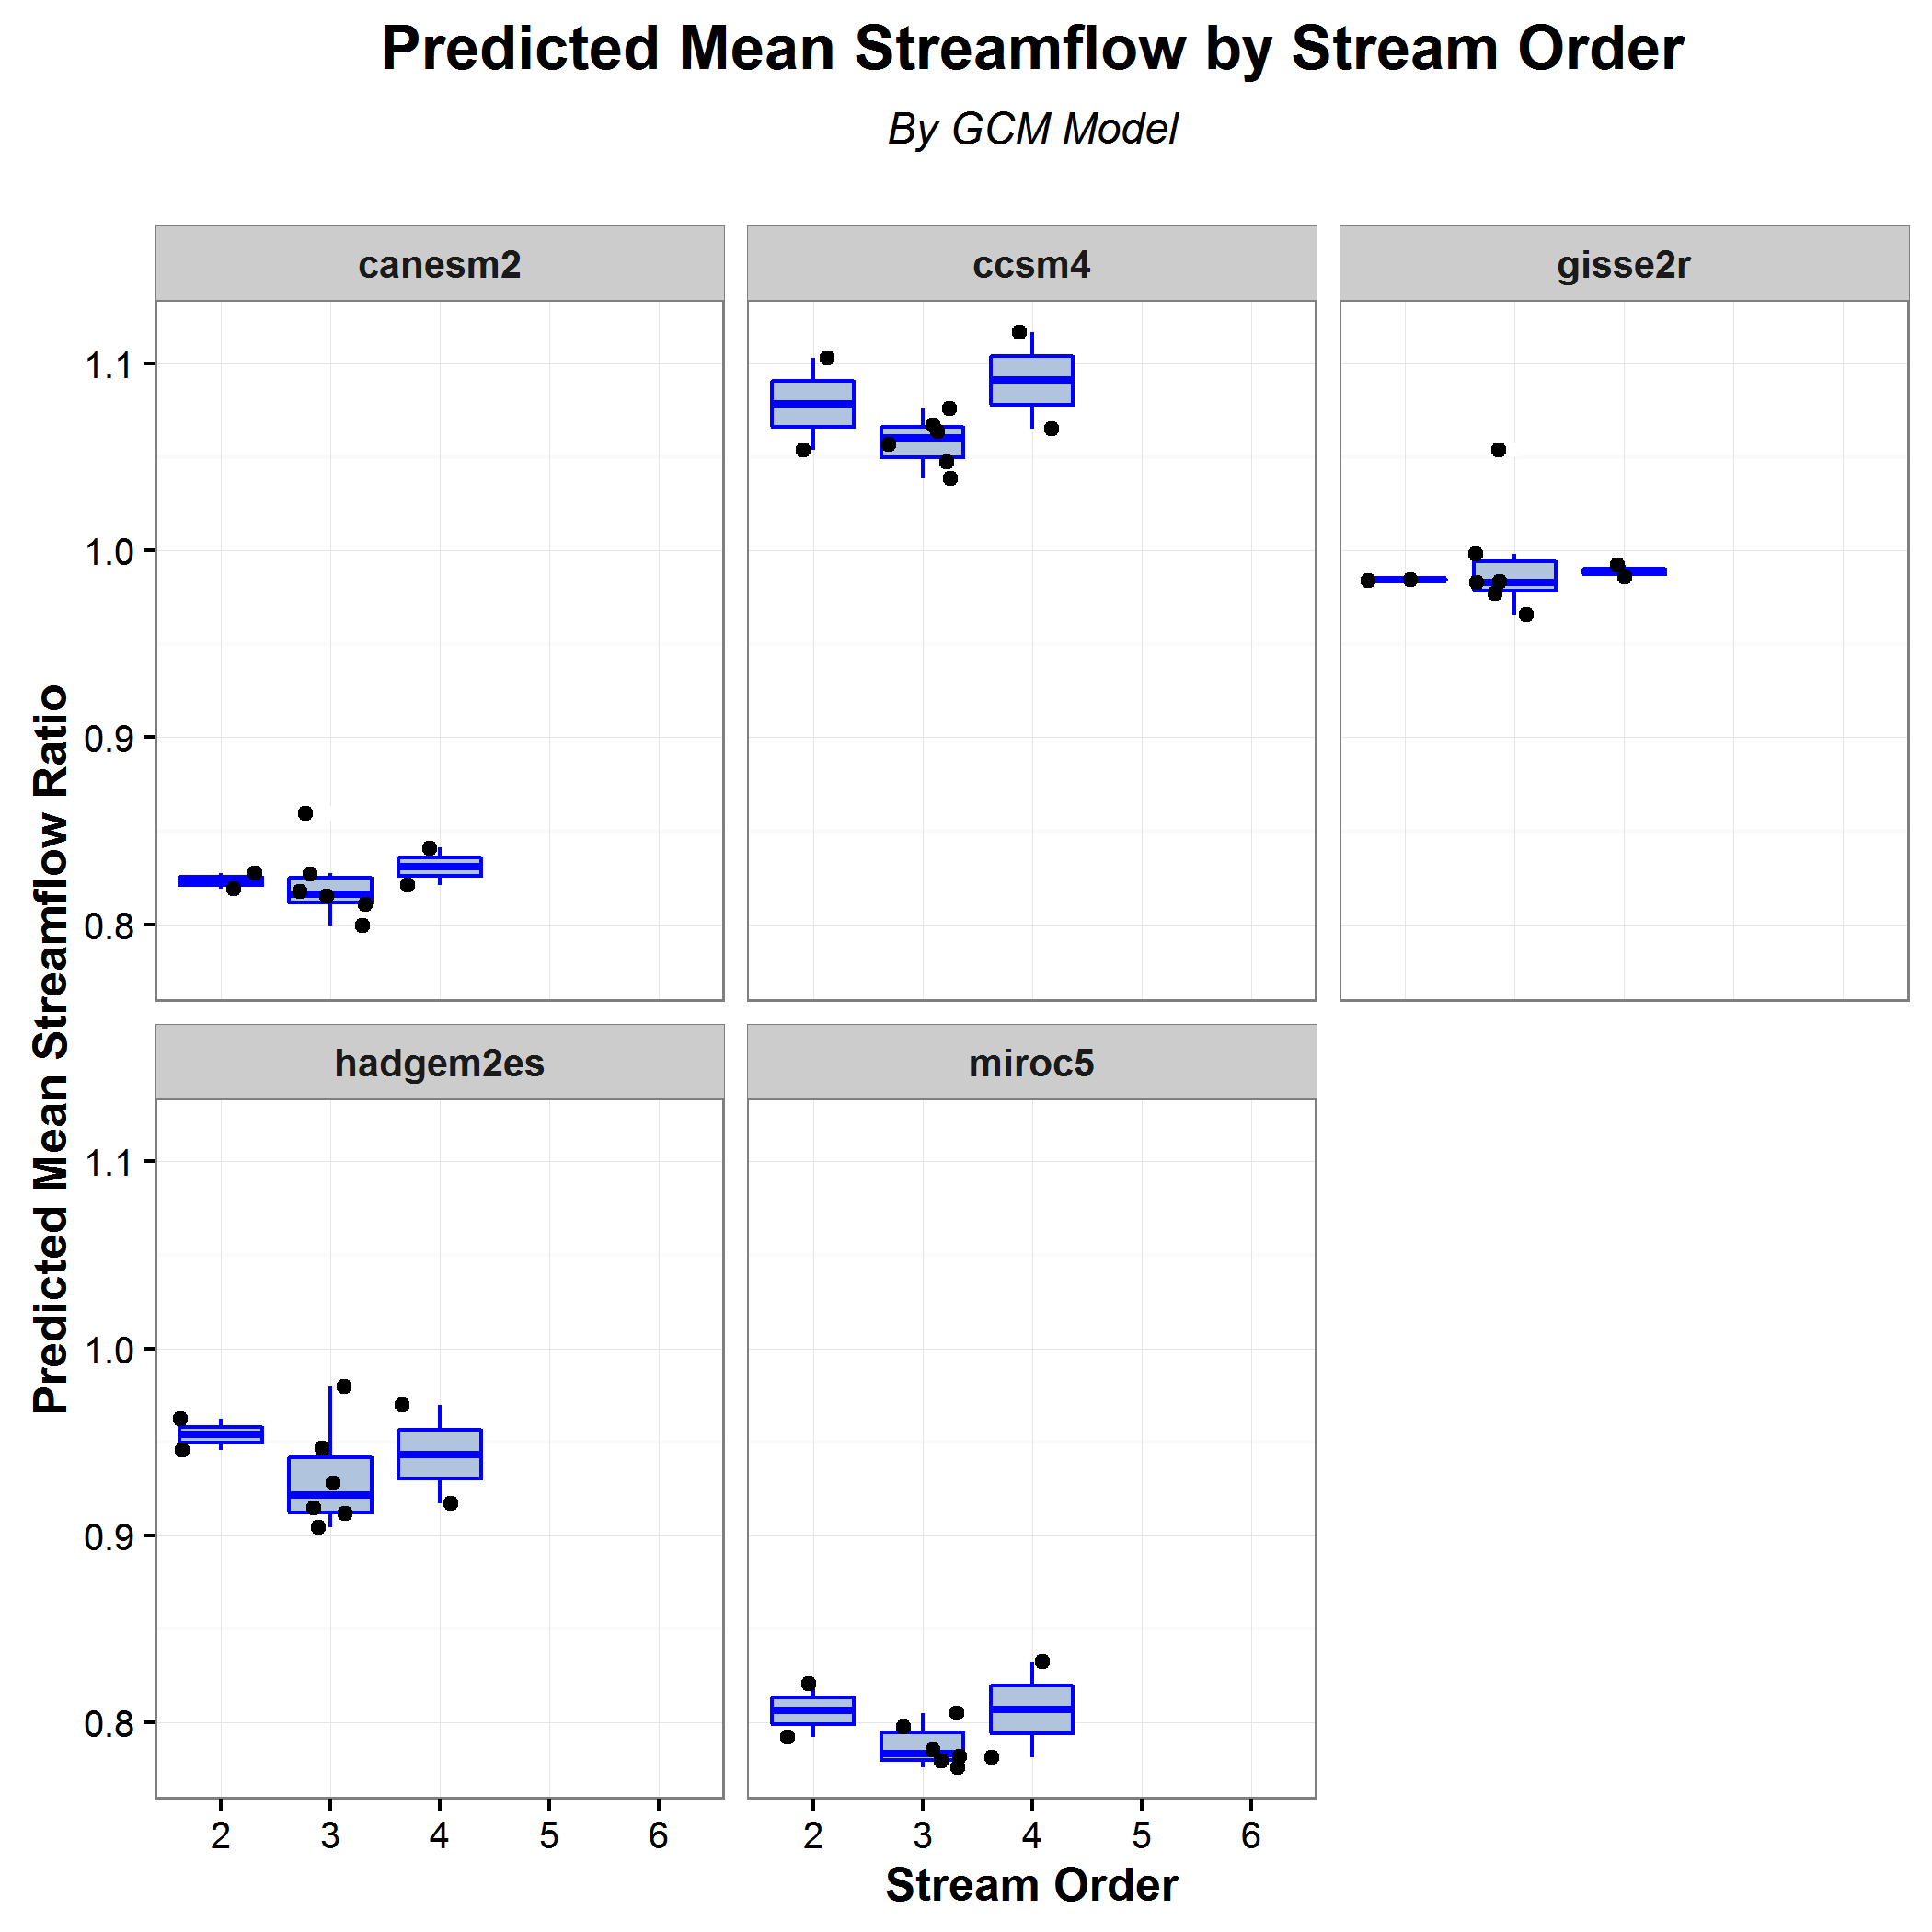 Predicted Mean Streamflow by Stream Order
By GCM Model
canesm2
ccsm4
gisse2r
1.1
1.0
0.9
0.8
Predicted Mean Streamflow Ratio
hadgem2es
miroc5
1.1
1.0
0.9
0.8
2 3 4 5 6
2 3 4 5 6
Stream Order